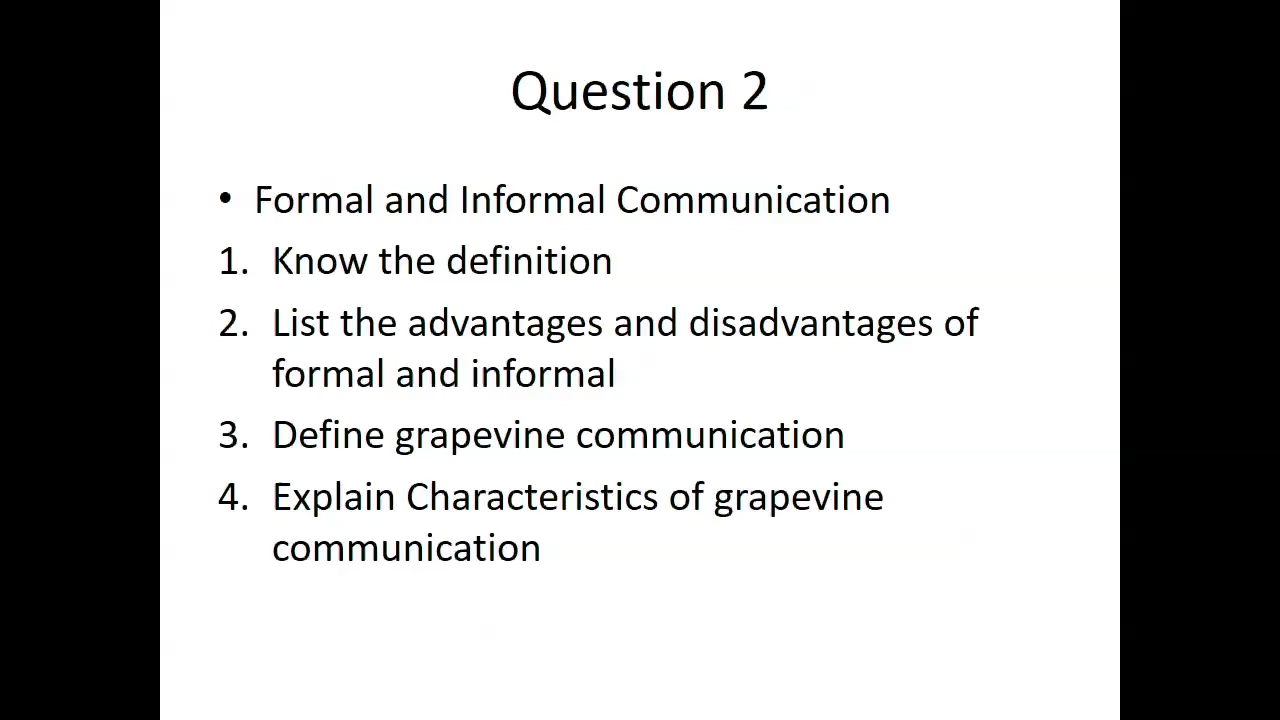 Question 2
• Formal and Informal Communication
1. Know the definition
2. List the advantages and disadvantages of
formal and informal
3. Define grapevine communication
4. Explain Characteristics of grapevine
communication